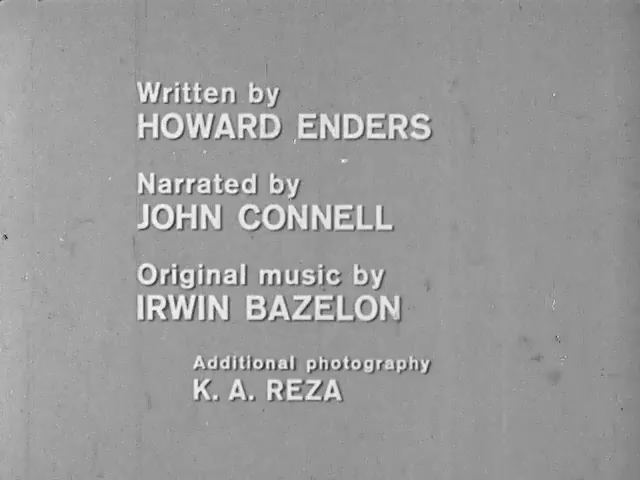 Written by
HOWARD ENDERS
Narrated by
JOHN CONNELL
Original music by
IRWIN BAZELON
Additional photography
K. A. REZA